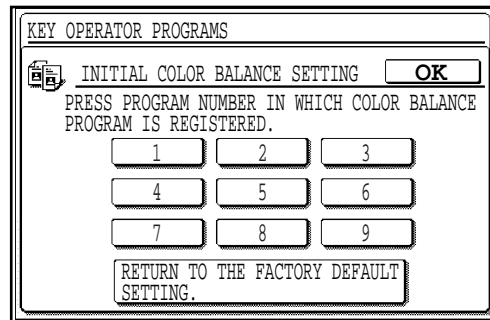 KEY OPERATOR PROGRAMS
INITIAL COLOR BALANCE SETTING OK
PRESS PROGRAM NUMBER IN WHICH COLOR BALANCE
PROGRAM IS REGISTERED.
1 2 3
4 5 6
7 8 9
RETURN TO THE FACTORY DEFAULT
SETTING.